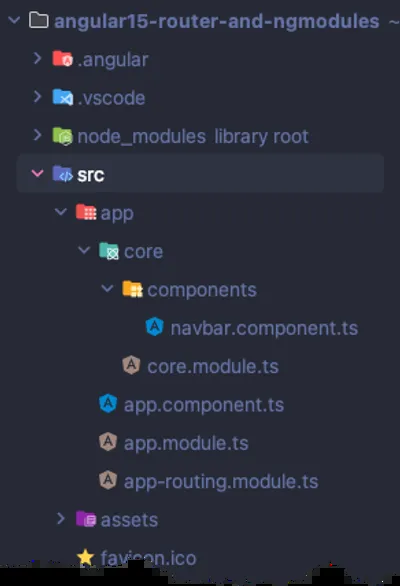 angular15-router-and-ngmodules ~
.angular
.vscode
node_modules library root
src
app
core
components
navbar.component.ts
core.module.ts
app.component.ts
app.module.ts
app-routing.module.ts
assets
favicon.ico